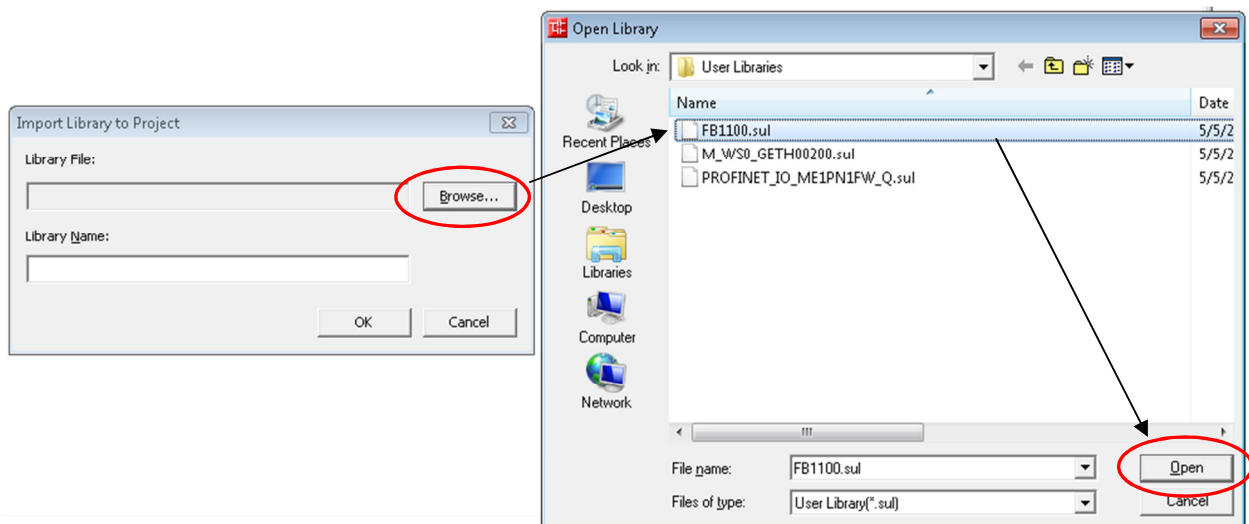 Import Library to Project
Library File:
Browse...
Library Name:
OK
Cancel
Open Library
Look in:
User Libraries
Recent Places
Desktop
Libraries
Computer
Network
Name
Date
FB1100.sul
5/5/2
M_WS0_GETH00200.sul
5/5/2
PROFINET_IO_ME1PN1FW_Q.sul
5/5/2
File name:
FB1100.sul
Open
Files of type:
User Library(*.sul)
Cancel